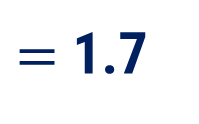 = 1.7